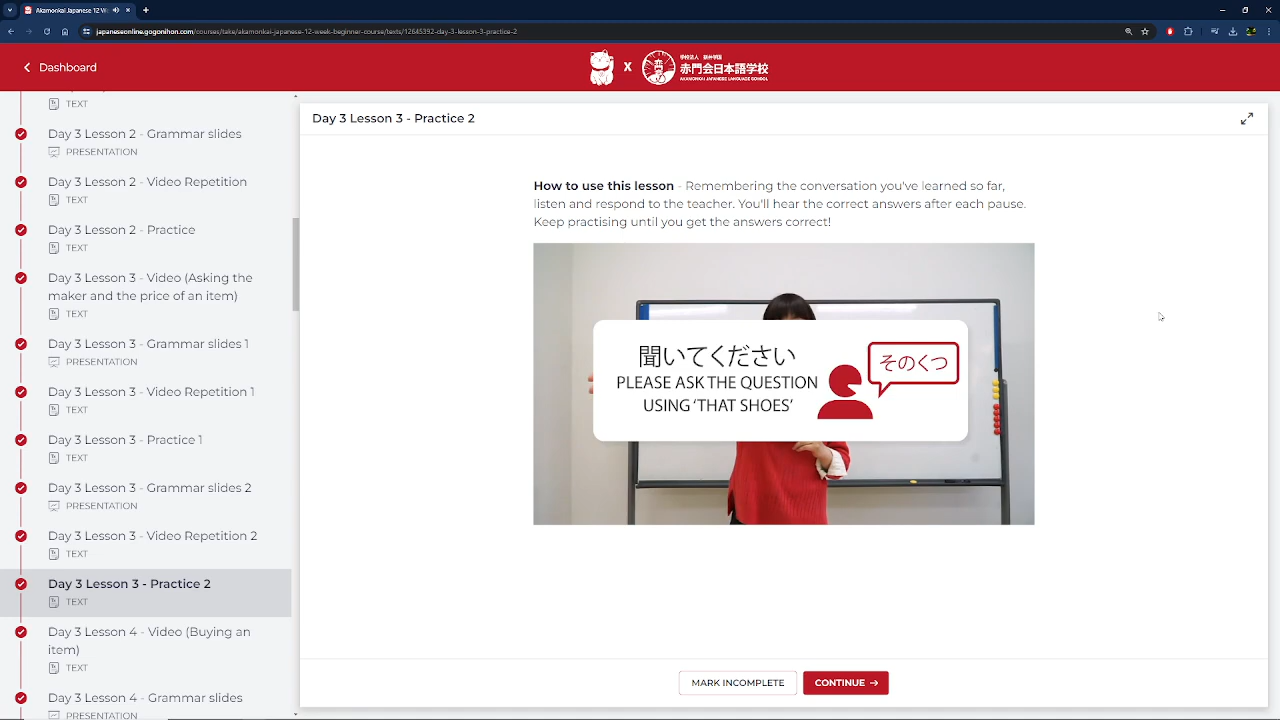 Akamonkai Japanese 12 W
japaneseonline.gogonihon.com/courses/take/akamonkai-japanese-12-week-beginner-course/texts/12645392-day-3-lesson-3-practice-2
Dashboard
X
赤門会日本語学校
AKAMONKAI JAPANESE LANGUAGE SCHOOL
TEXT
Day 3 Lesson 2 - Grammar slides
PRESENTATION
Day 3 Lesson 2 - Video Repetition
TEXT
Day 3 Lesson 2 - Practice
TEXT
Day 3 Lesson 3 - Video (Asking the
maker and the price of an item)
TEXT
Day 3 Lesson 3 - Grammar slides 1
PRESENTATION
Day 3 Lesson 3 - Video Repetition 1
TEXT
Day 3 Lesson 3 - Practice 1
TEXT
Day 3 Lesson 3 - Grammar slides 2
PRESENTATION
Day 3 Lesson 3 - Video Repetition 2
TEXT
Day 3 Lesson 3 - Practice 2
TEXT
Day 3 Lesson 4 - Video (Buying an
item)
TEXT
Day 3 Lesson 4 - Grammar slides
PRESENTATION
Day 3 Lesson 3 - Practice 2
How to use this lesson - Remembering the conversation you've learned so far,
listen and respond to the teacher. You'll hear the correct answers after each pause.
Keep practising until you get the answers correct!
聞いてください
PLEASE ASK THE QUESTION
USING 'THAT SHOES'
そのくつ
MARK INCOMPLETE
CONTINUE →